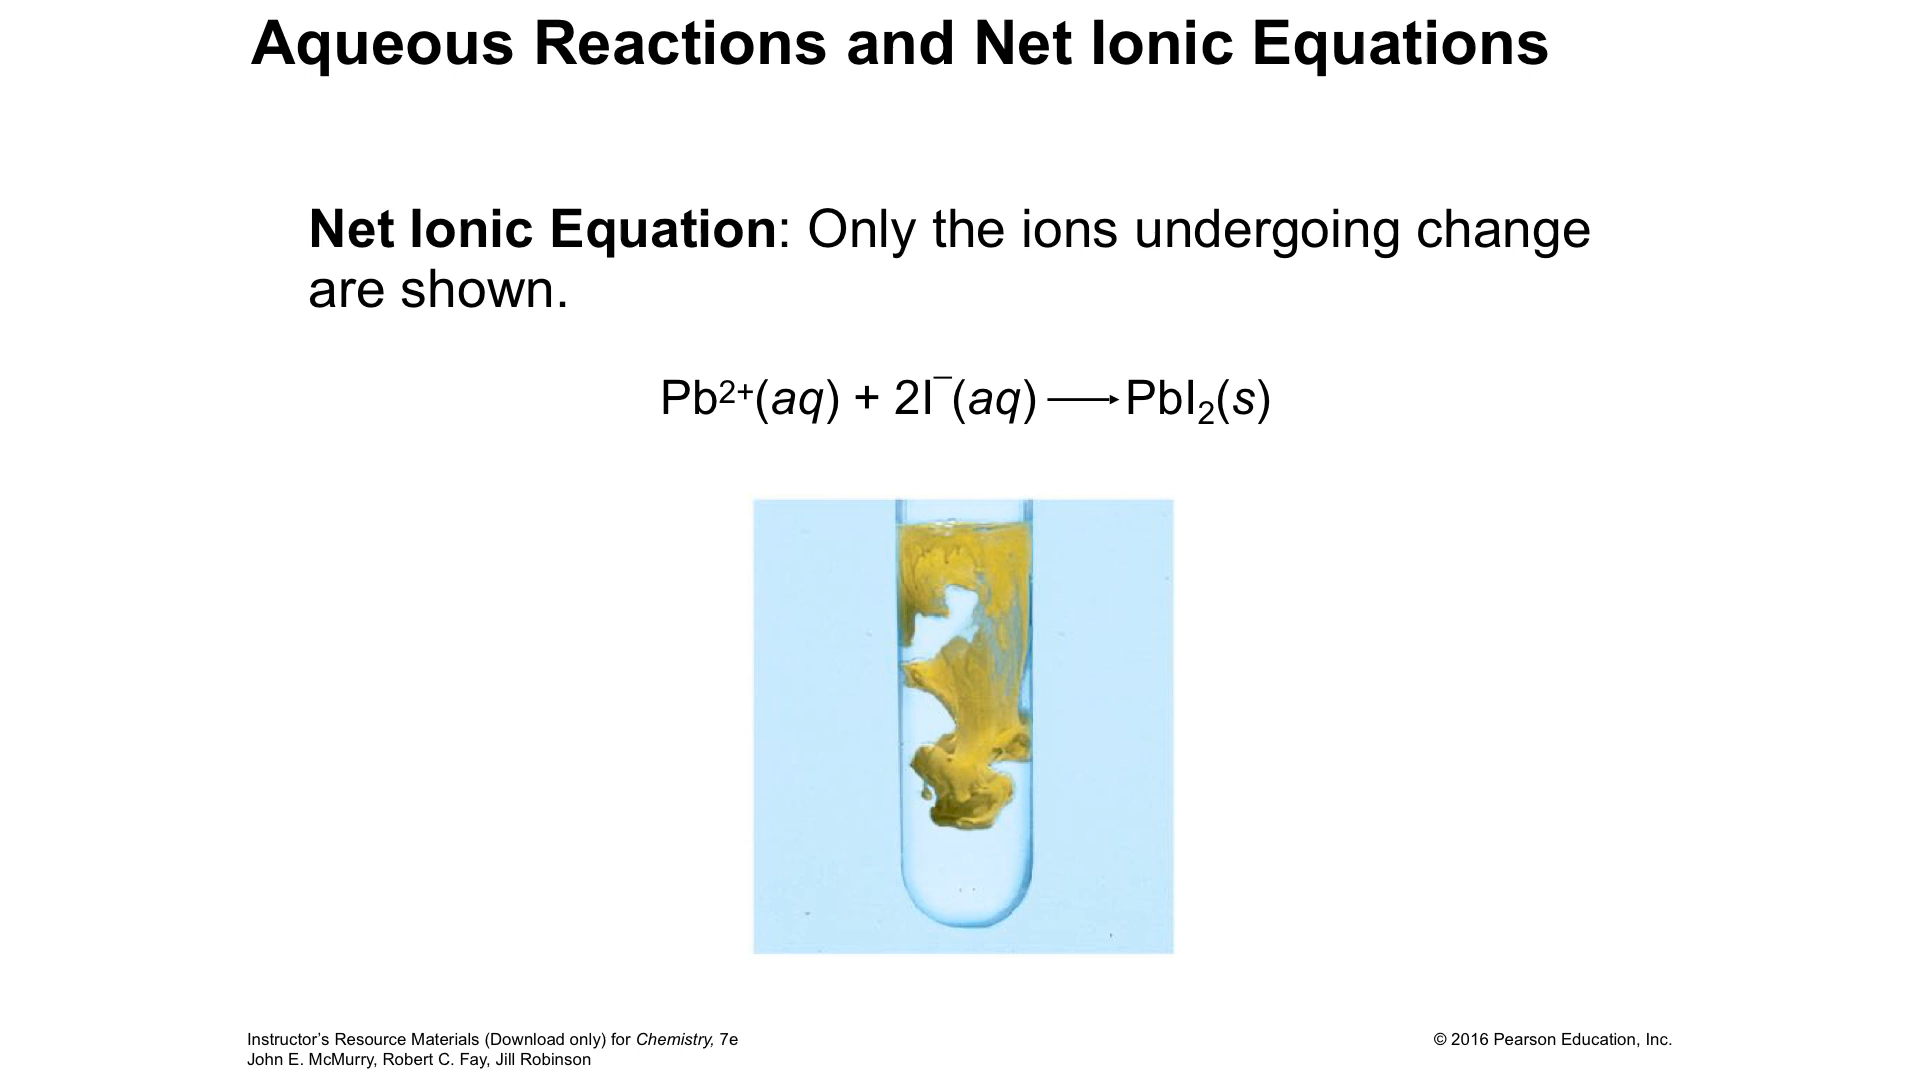 Aqueous Reactions and Net Ionic Equations
Net Ionic Equation: Only the ions undergoing change
are shown.
Pb²⁺(aq) + 2I⁻(aq) ⟶ PbI₂(s)
Instructor’s Resource Materials (Download only) for Chemistry, 7e
John E. McMurry, Robert C. Fay, Jill Robinson
© 2016 Pearson Education, Inc.